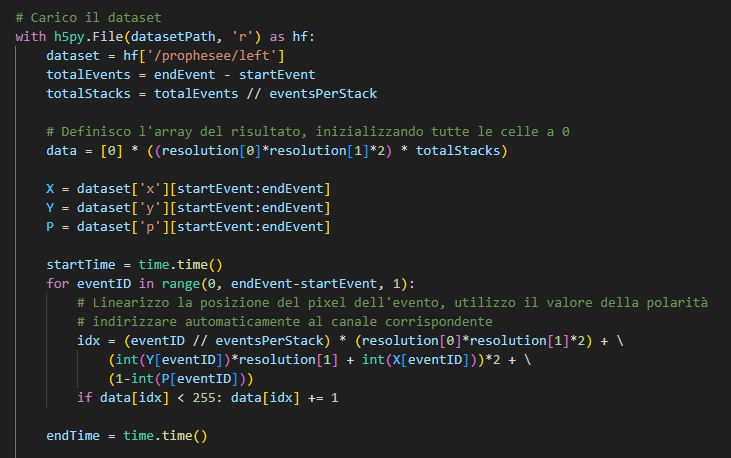 # Carico il dataset
with h5py.File(datasetPath, 'r') as hf:
    dataset = hf['/prophesee/left']
    totalEvents = endEvent - startEvent
    totalStacks = totalEvents // eventsPerStack
    # Definisco l'array del risultato, inizializzando tutte le celle a 0
    data = [0] * ((resolution[0]*resolution[1]*2) * totalStacks)
    X = dataset['x'][startEvent:endEvent]
    Y = dataset['y'][startEvent:endEvent]
    P = dataset['p'][startEvent:endEvent]
    startTime = time.time()
    for eventID in range(0, endEvent-startEvent, 1):
        # Linearizzo la posizione del pixel dell'evento, utilizzo il valore della polarità
        # indirizzare automaticamente al canale corrispondente
        idx = (eventID // eventsPerStack) * (resolution[0]*resolution[1]*2) + \
            (int(Y[eventID])*resolution[1] + int(X[eventID]))*2 + \
            (1-int(P[eventID]))
        if data[idx] < 255: data[idx] += 1
    endTime = time.time()